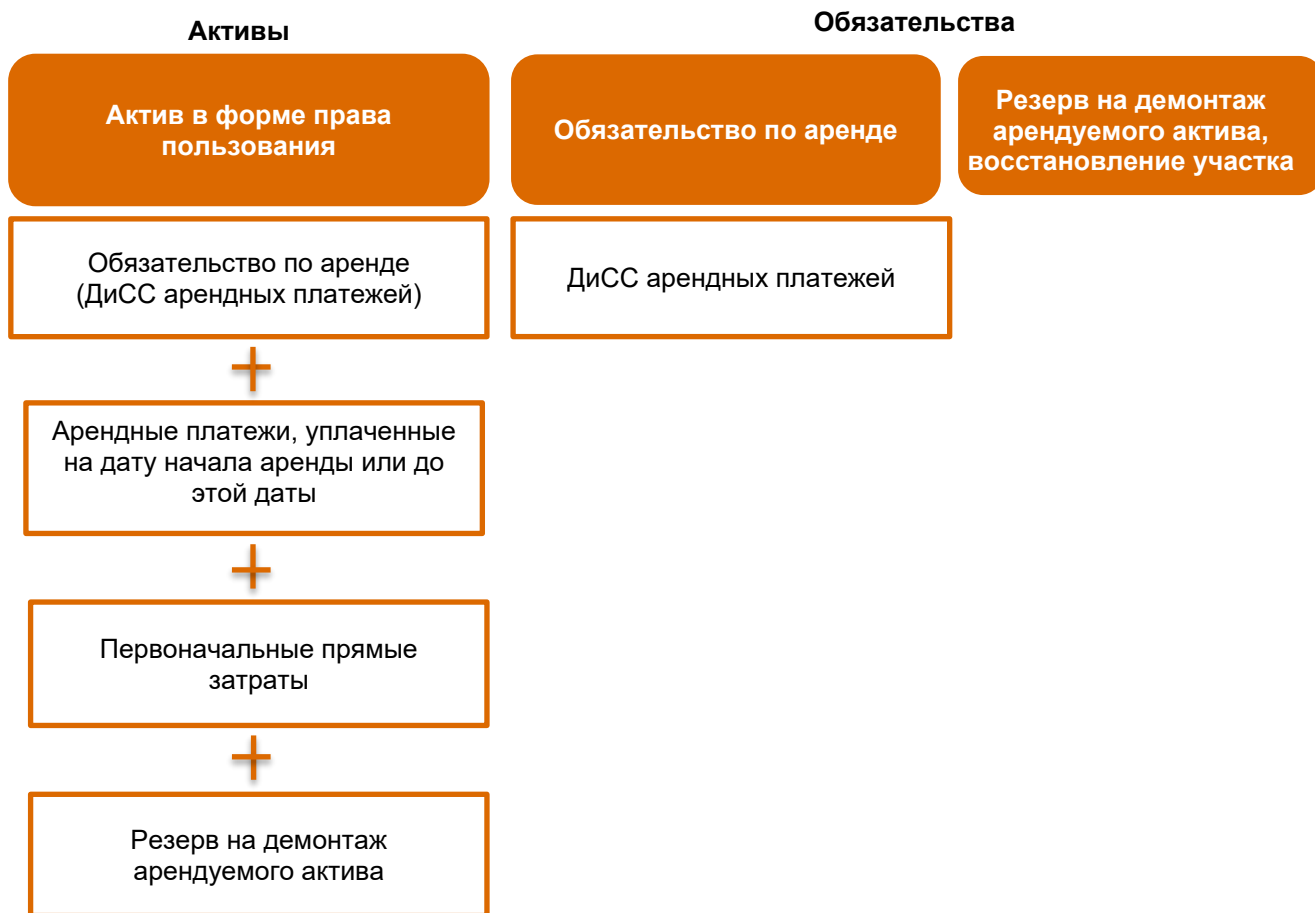 Активы
Обязательства
Актив в форме права
пользования
Обязательство по аренде
Резерв на демонтаж
арендуемого актива,
восстановление участка
Обязательство по аренде
(ДиСС арендных платежей)
ДиСС арендных платежей
+
Арендные платежи, уплаченные
на дату начала аренды или до
этой даты
+
Первоначальные прямые
затраты
+
Резерв на демонтаж
арендуемого актива